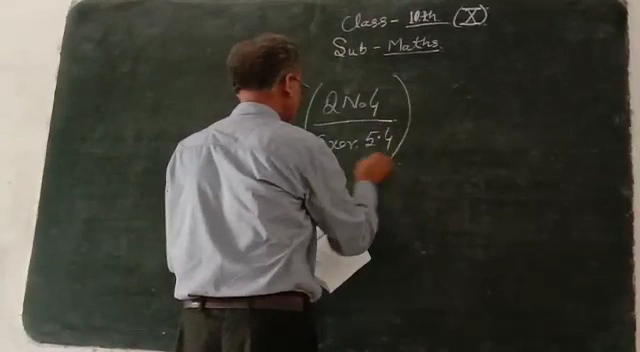 Class - 10th (X)
Sub - Maths.
(Q No. 4
Exer. 5.4)